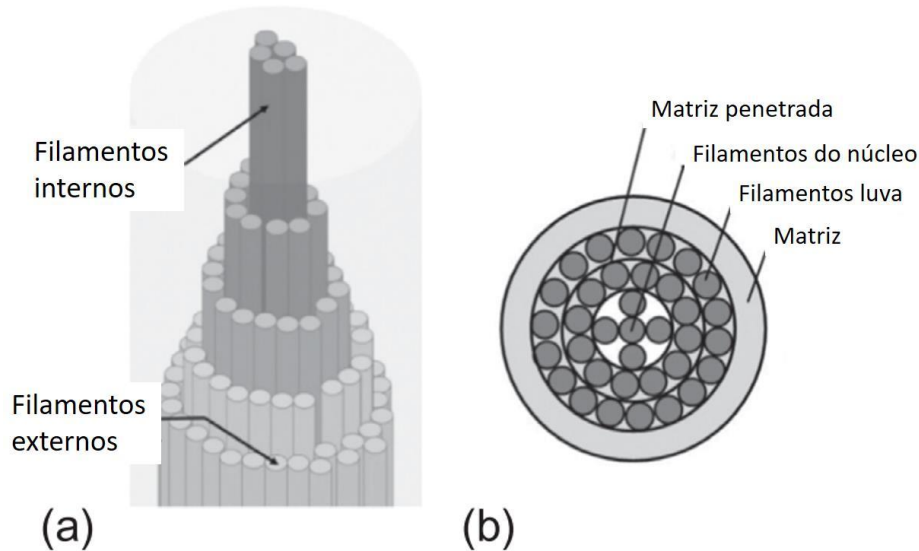 Filamentos
internos
Filamentos
externos
(a)
Matriz penetrada
Filamentos do núcleo
Filamentos luva
Matriz
(b)